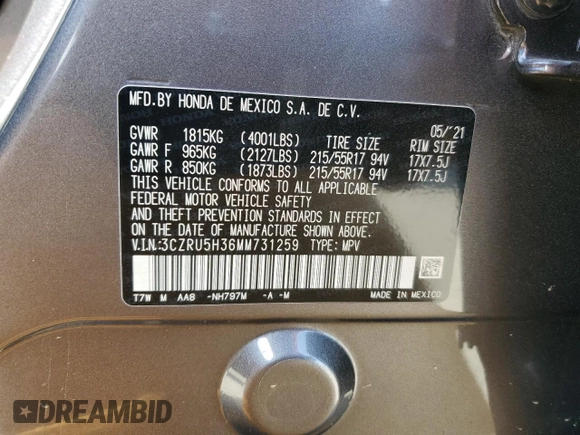 MFD.BY HONDA DE MEXICO S.A. DE C.V.
05/'21
GVWR 1815KG (4001LBS) TIRE SIZE RIM SIZE
GAWR F 965KG (2127LBS) 215/55R17 94V 17X7.5J
GAWR R 850KG (1873LBS) 215/55R17 94V 17X7.5J
THIS VEHICLE CONFORMS TO ALL APPLICABLE
FEDERAL MOTOR VEHICLE SAFETY
AND THEFT PREVENTION STANDARDS IN EFFECT
ON THE DATE OF MANUFACTURE SHOWN ABOVE.
V.I.N:3CZRU5H36MM731259 TYPE: MPV
T7W M AA8 -NH797M -A -M
MADE IN MEXICO
DREAMBID